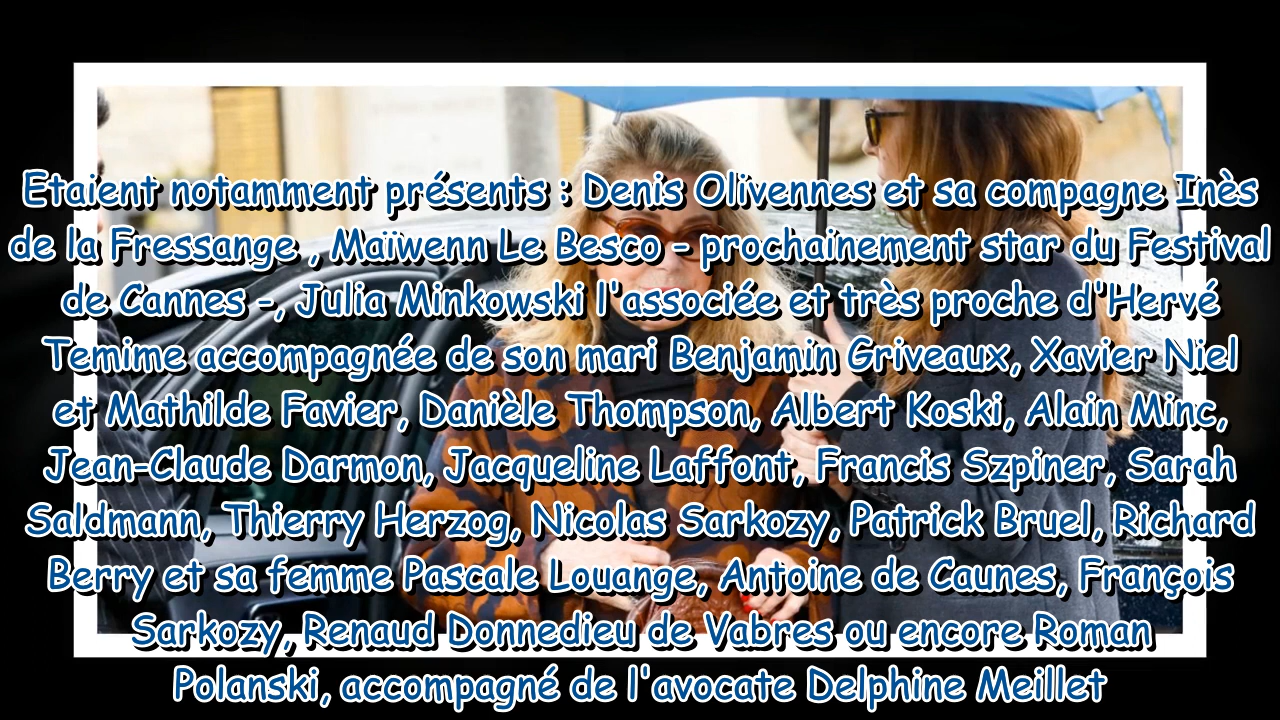 Etaient notamment présents : Denis Olivennes et sa compagne Inès
de la Fressange , Maïwenn Le Besco - prochainement star du Festival
de Cannes -, Julia Minkowski l'associée et très proche d'Hervé
Temime accompagnée de son mari Benjamin Griveaux, Xavier Niel
et Mathilde Favier, Danièle Thompson, Albert Koski, Alain Minc,
Jean-Claude Darmon, Jacqueline Laffont, Francis Szpiner, Sarah
Saldmann, Thierry Herzog, Nicolas Sarkozy, Patrick Bruel, Richard
Berry et sa femme Pascale Louange, Antoine de Caunes, François
Sarkozy, Renaud Donnedieu de Vabres ou encore Roman
Polanski, accompagné de l'avocate Delphine Meillet